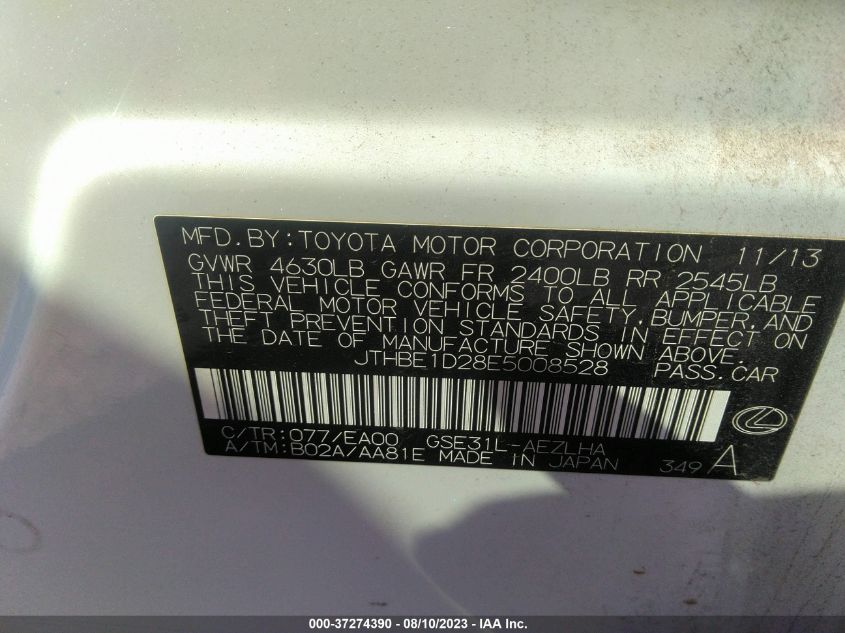 MFD. BY: TOYOTA MOTOR CORPORATION 11/13
GVWR 4630LB GAWR FR 2400LB RR 2545LB
THIS VEHICLE CONFORMS TO ALL APPLICABLE
FEDERAL MOTOR VEHICLE SAFETY, BUMPER, AND
THEFT PREVENTION STANDARDS IN EFFECT ON
THE DATE OF MANUFACTURE SHOWN ABOVE.
JTHBE1D28E5008528 PASS. CAR
C/TR: 077/EA00 GSE31L-AEZLHA
A/TM: B02A/AA81E MADE IN JAPAN 349 A
000-37274390 - 08/10/2023 - IAA Inc.